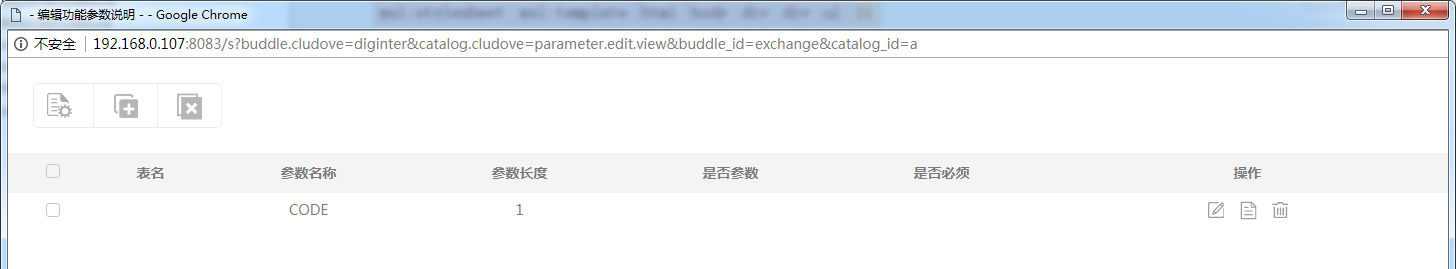 - 编辑功能参数说明 - - Google Chrome
不安全 192.168.0.107:8083/s?buddle.cludove=diginter&catalog.cludove=parameter.edit.view&buddle_id=exchange&catalog_id=a
表名 参数名称 参数长度 是否参数 是否必须 操作
CODE 1